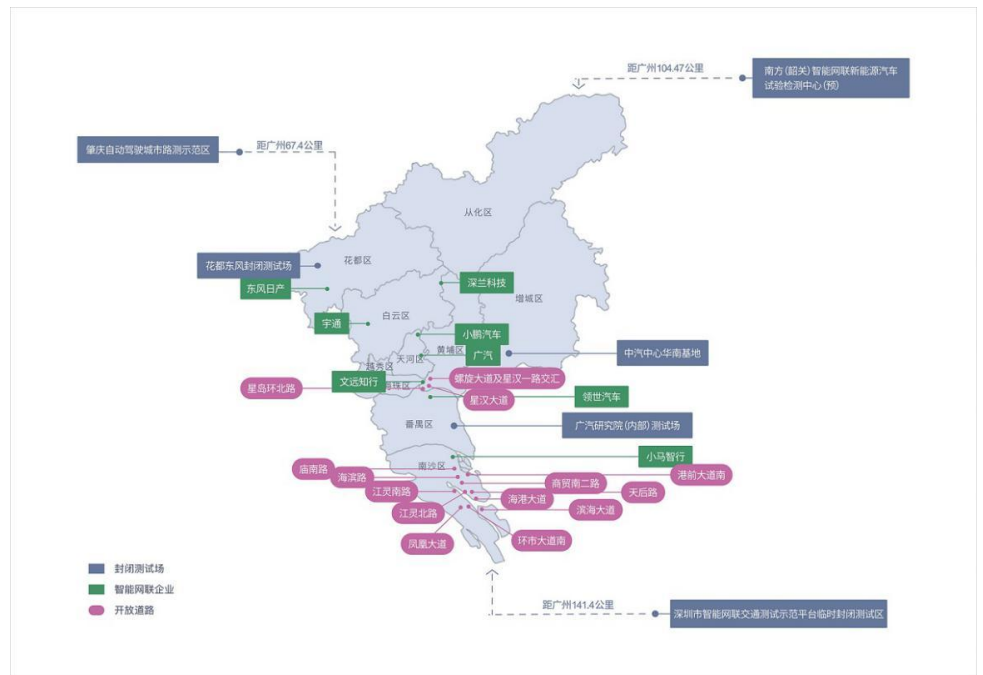 距广州104.47公里
南方(韶关)智能网联新能源汽车
试验检测中心(预)
肇庆自动驾驶城市路测示范区
距广州67.4公里
从化区
花都东风封闭测试场
花都区
东风日产
深兰科技
增城区
宇通
白云区
小鹏汽车
黄埔区
广汽
中汽中心华南基地
天河区
越秀区
文远知行
螺旋大道及星汉一路交汇
星岛环北路
海珠区
星汉大道
领世汽车
番禺区
广汽研究院(内部)测试场
小马智行
南沙区
庙南路
海滨路
港前大道南
商贸南二路
江灵南路
海港大道
天后路
江灵北路
滨海大道
凤凰大道
环市大道南
封闭测试场
智能网联企业
开放道路
距广州141.4公里
深圳市智能网联交通测试示范平台临时封闭测试区